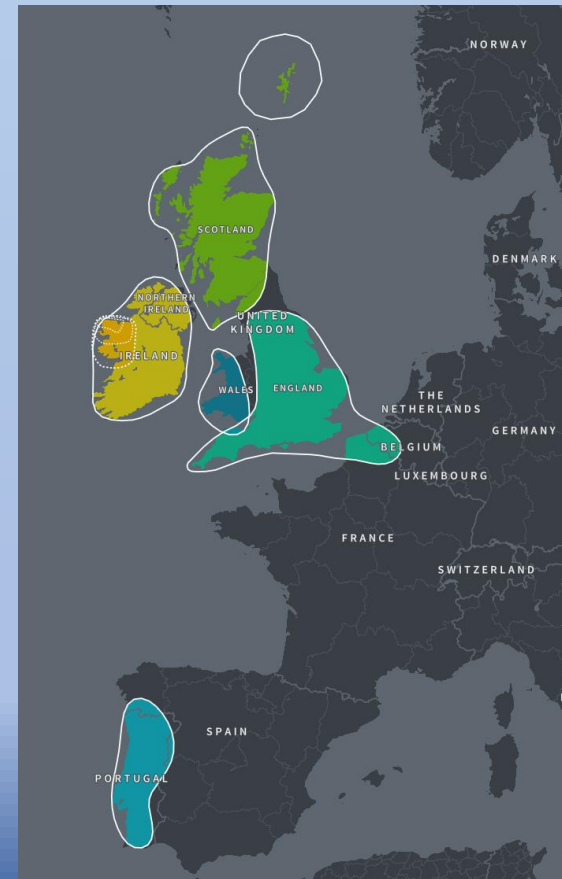 NORWAY
SCOTLAND
DENMARK
NORTHERN
IRELAND
UNITED
KINGDOM
IRELAND
WALES
ENGLAND
THE
NETHERLANDS
GERMANY
BELGIUM
LUXEMBOURG
FRANCE
SWITZERLAND
SPAIN
PORTUGAL